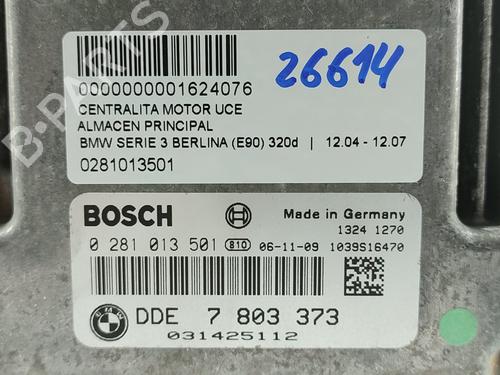 B-PARTS
0000000001624076
26614
CENTRALITA MOTOR UCE
ALMACEN PRINCIPAL
BMW SERIE 3 BERLINA (E90) 320d | 12.04 - 12.07
0281013501
BOSCH
Made in Germany
1324 1270
0 281 013 501 810 06-11-09 1039S16470
DDE 7 803 373
031425112